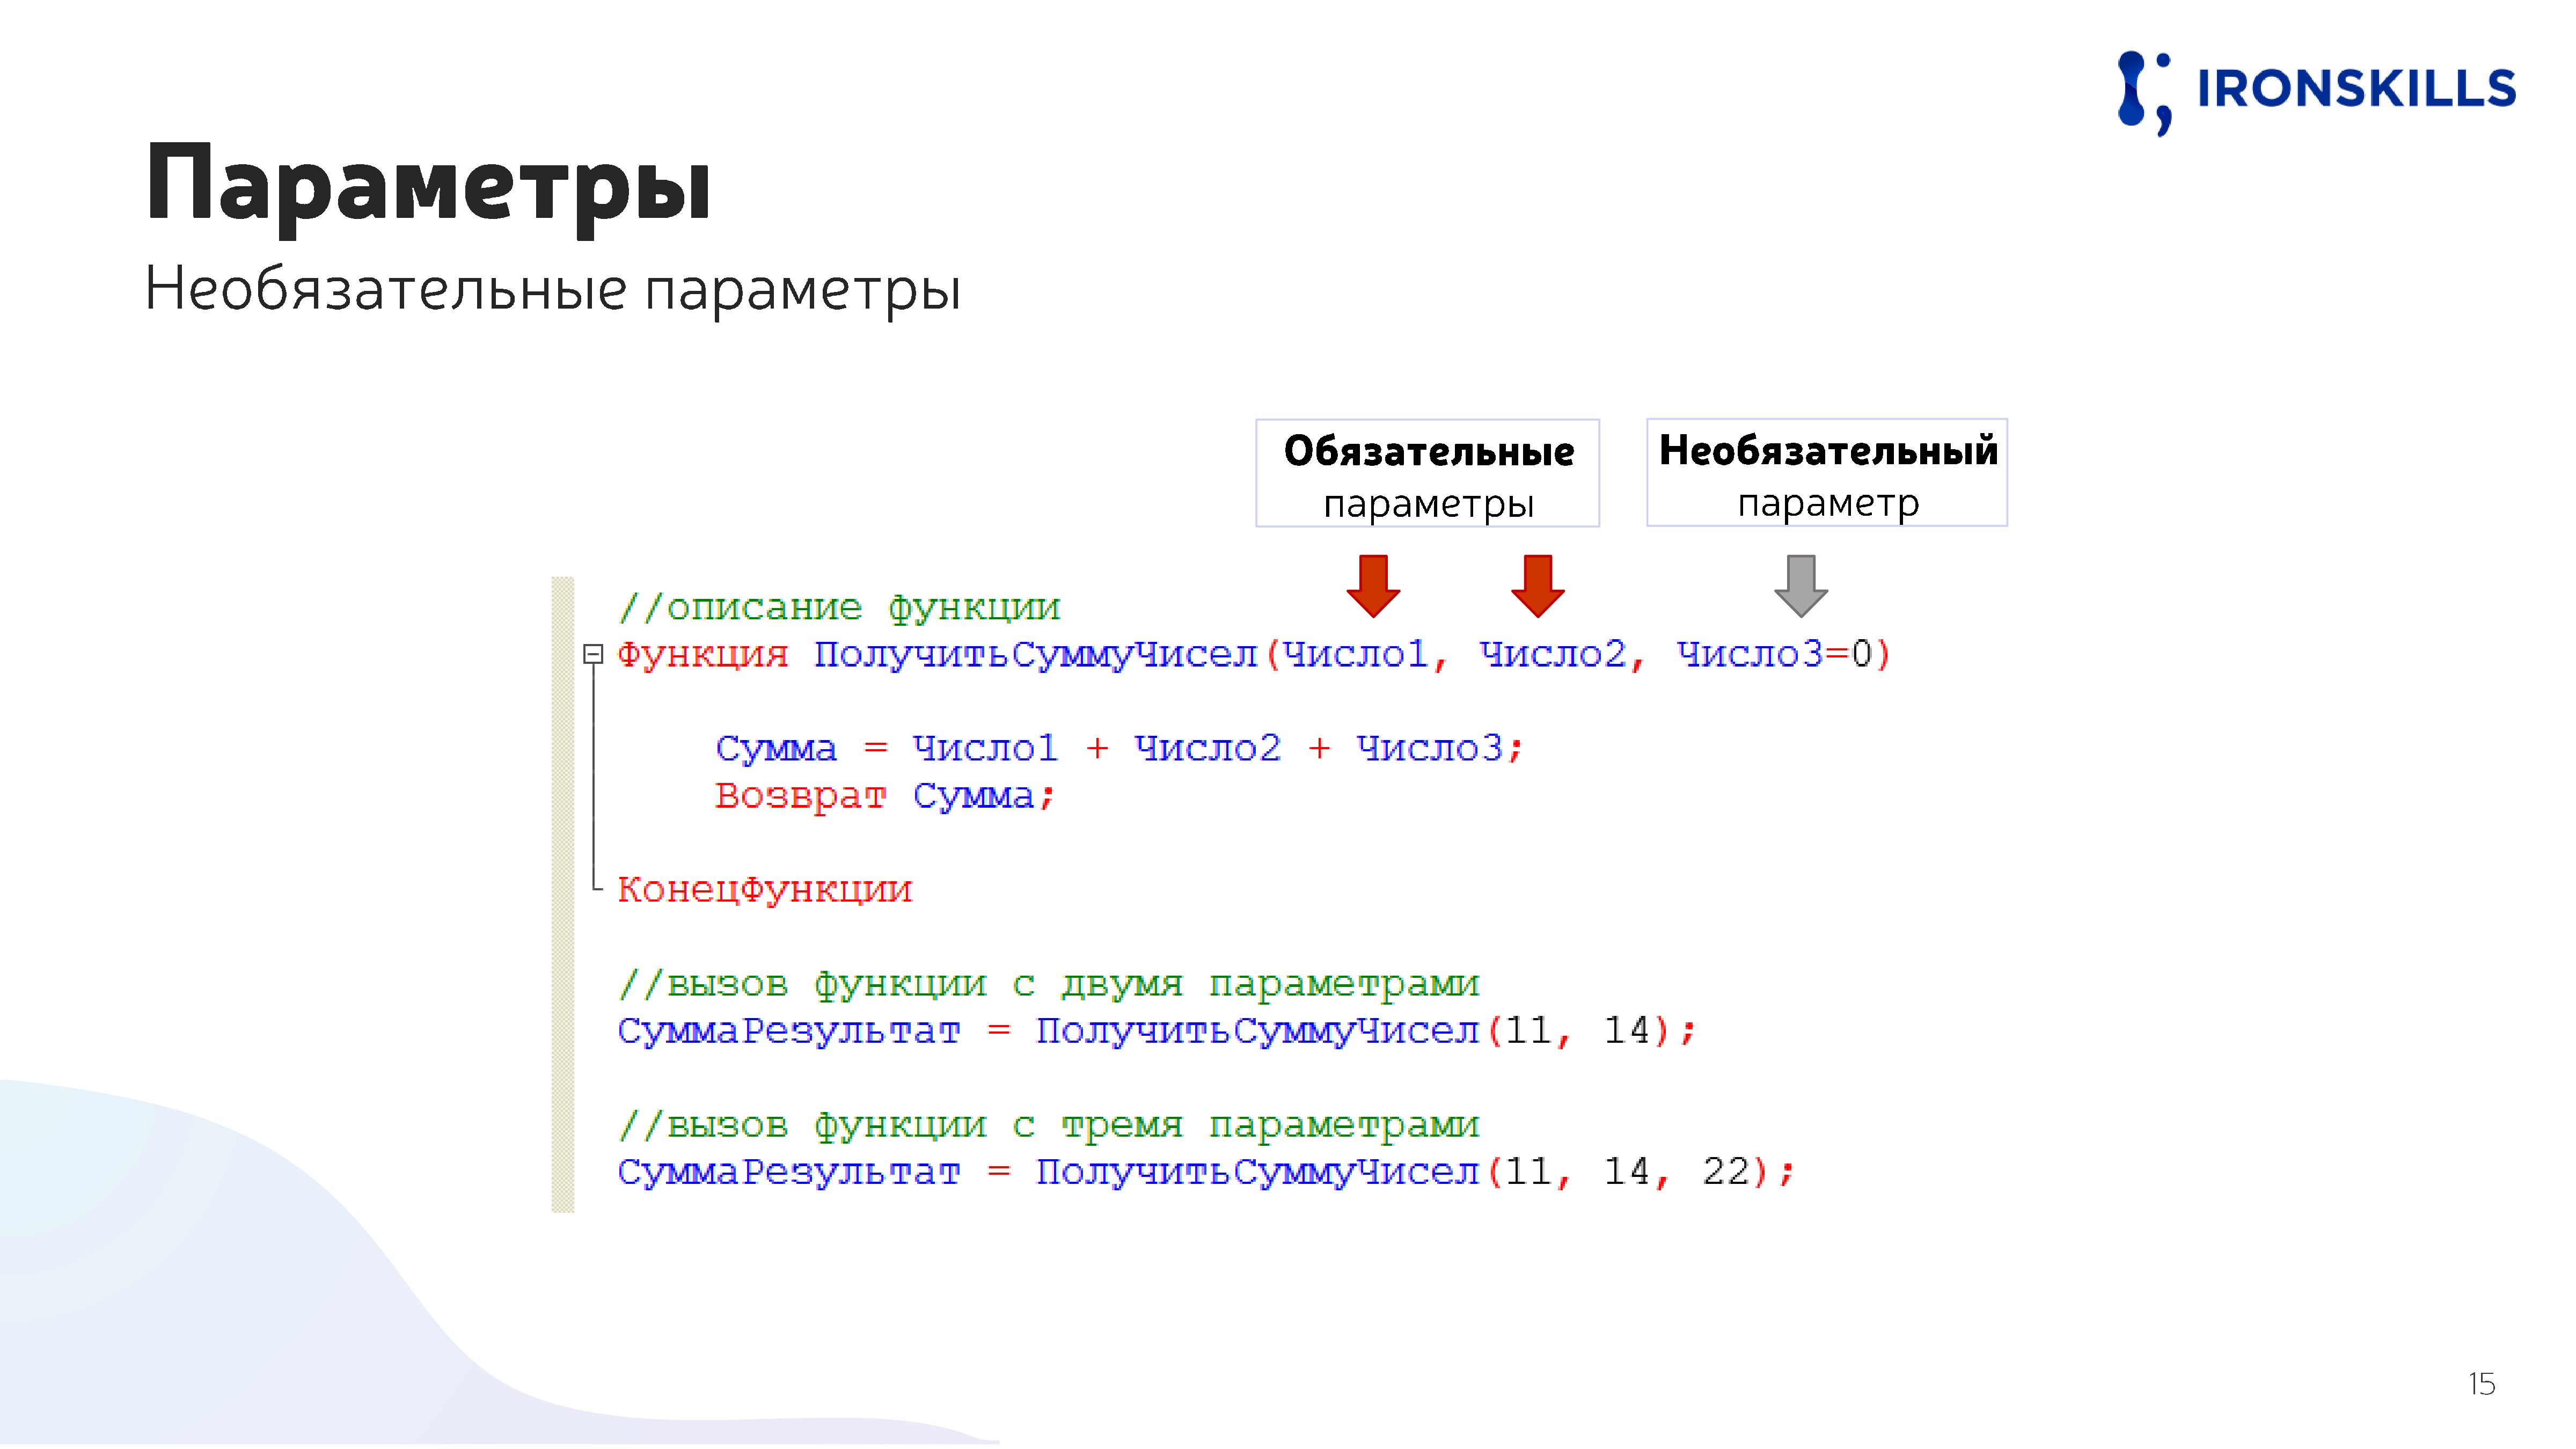 IRONSKILLS
Параметры
Необязательные параметры
Обязательные
параметры
Необязательный
параметр
//описание функции
Функция ПолучитьСуммуЧисел(Число1, Число2, Число3=0)
Сумма = Число1 + Число2 + Число3;
Возврат Сумма;
КонецФункции
//вызов функции с двумя параметрами
СуммаРезультат = ПолучитьСуммуЧисел(11, 14);
//вызов функции с тремя параметрами
СуммаРезультат = ПолучитьСуммуЧисел(11, 14, 22);
15